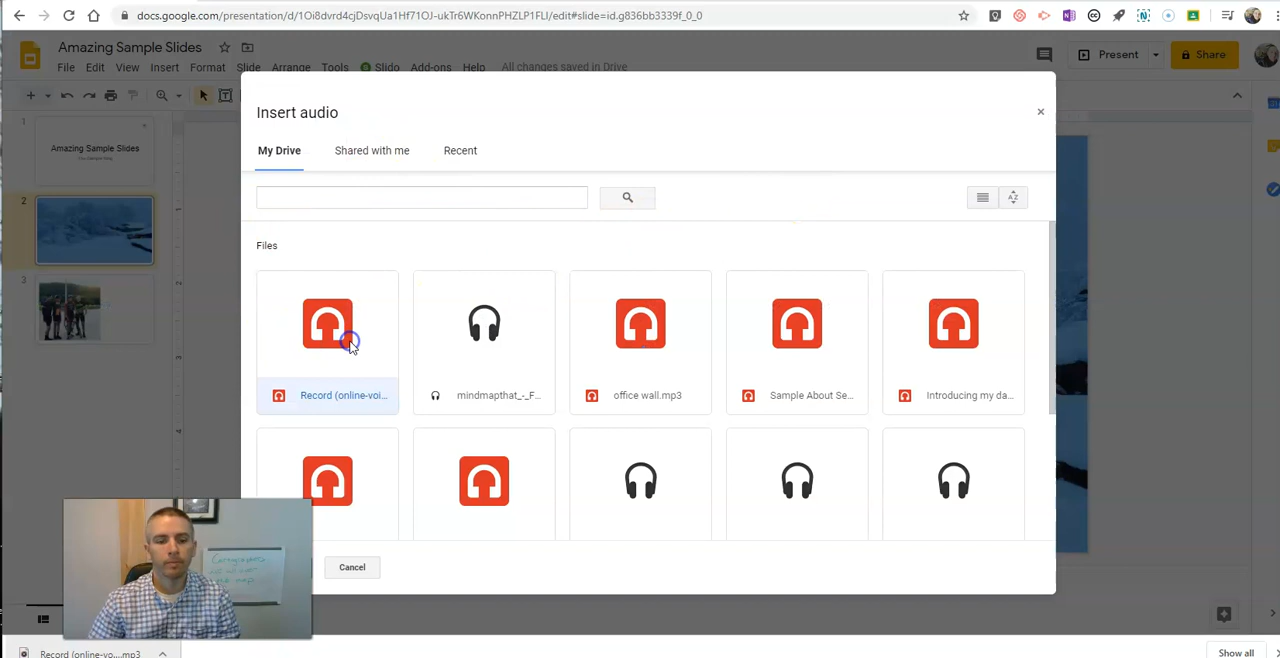 docs.google.com/presentation/d/1Oi8dvrd4cjDsvqUa1Hf71OJ-ukTr6WKonnPHZLP1FLI/edit#slide=id.g836bb3339f_0_0
Amazing Sample Slides
File Edit View Insert Format Slide Arrange Tools Slido Add-ons Help All changes saved in Drive
Present
Share
Insert audio
My Drive Shared with me Recent
1
Amazing Sample Slides
2
3
Files
Record (online-voi...
mindmapthat_-_F...
office wall.mp3
Sample About Se...
Introducing my da...
Cancel
Record (online-vo....mp3
Show all